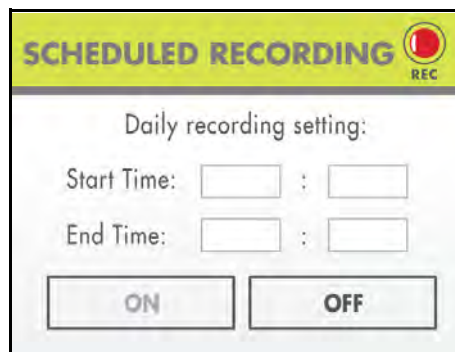 SCHEDULED RECORDING
REC
Daily recording setting:
Start Time: :
End Time: :
ON OFF